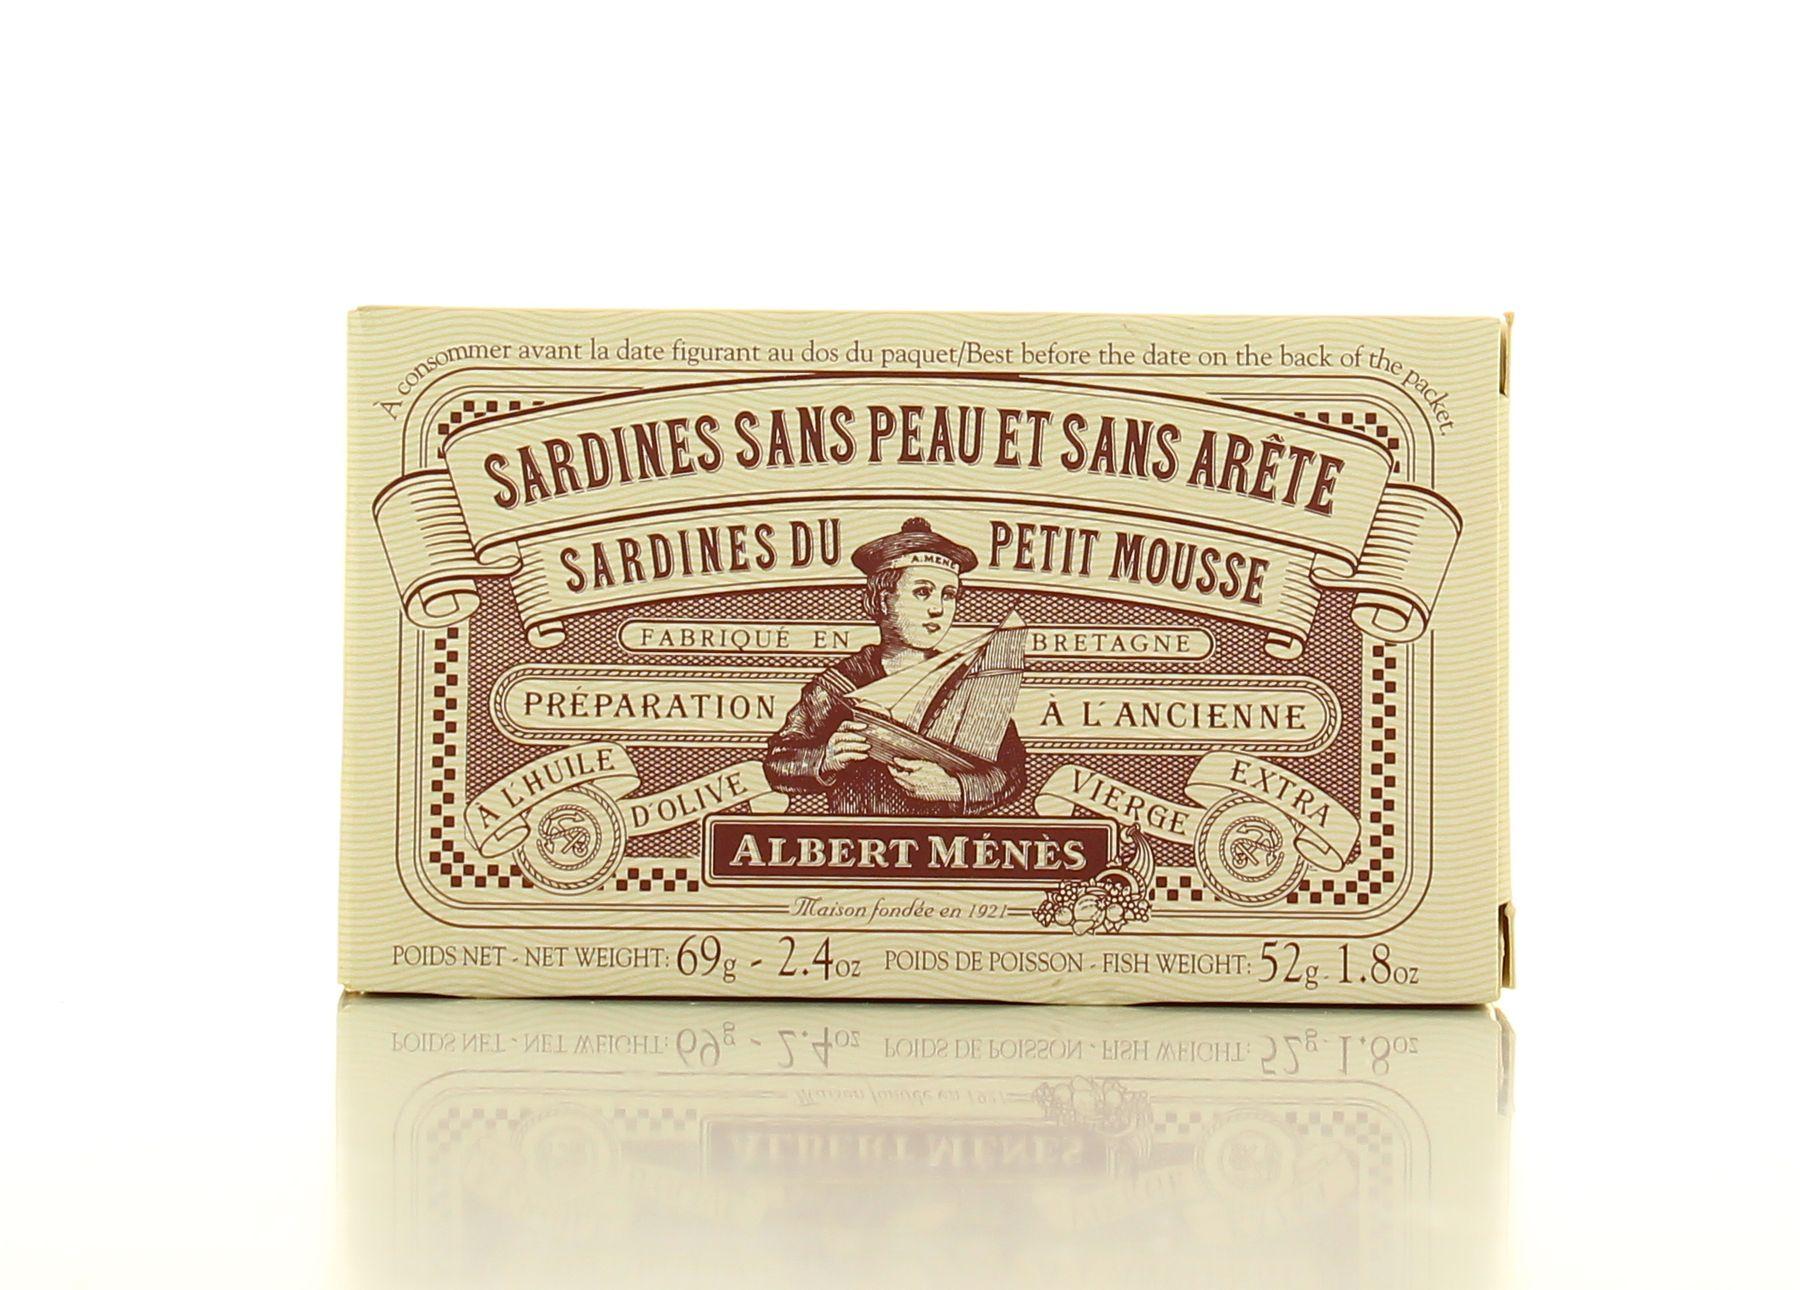 À consommer avant la date figurant au dos du paquet/Best before the date on the back of the packet.
SARDINES SANS PEAU ET SANS ARÊTE
SARDINES DU PETIT MOUSSE
A.MENE
FABRIQUÉ EN BRETAGNE
PRÉPARATION À L'ANCIENNE
À L'HUILE D'OLIVE VIERGE EXTRA
ALBERT MÉNÈS
Maison fondée en 1921
POIDS NET - NET WEIGHT: 69g - 2.4oz POIDS DE POISSON - FISH WEIGHT: 52g - 1.8oz